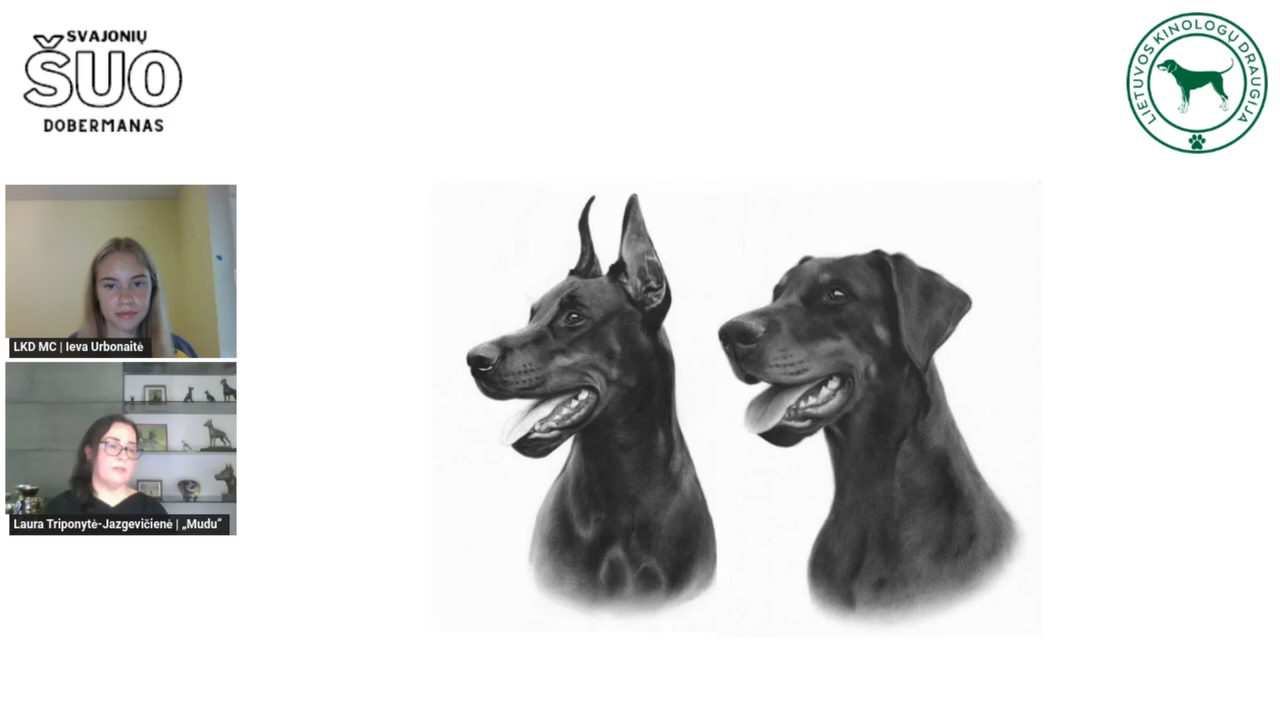 SVAJONIŲ
ŠUO
DOBERMANAS
LIETUVOS KINOLOGŲ DRAUGIJA
LKD MC | Ieva Urbonaitė
Laura Triponytė-Jazgevičienė | „Mudu“